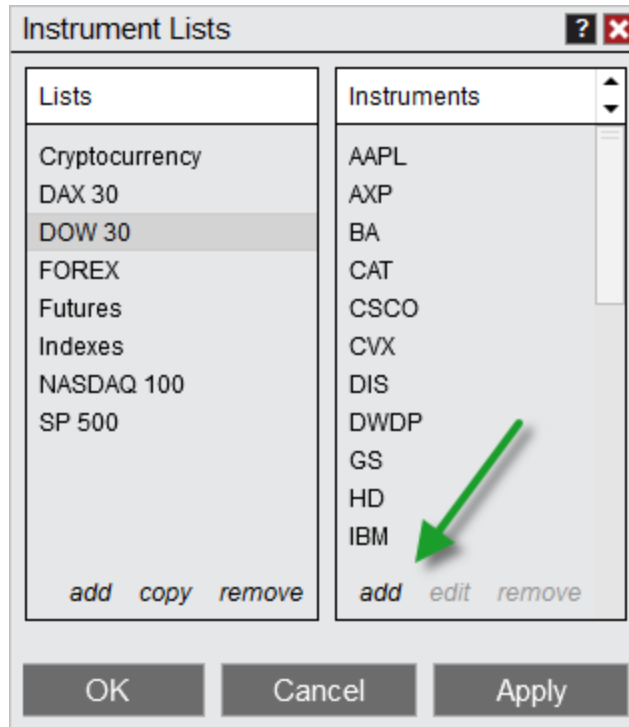 Instrument Lists
?
Lists
Cryptocurrency
DAX 30
DOW 30
FOREX
Futures
Indexes
NASDAQ 100
SP 500
add copy remove
Instruments
AAPL
AXP
BA
CAT
CSCO
CVX
DIS
DWDP
GS
HD
IBM
add edit remove
OK Cancel Apply